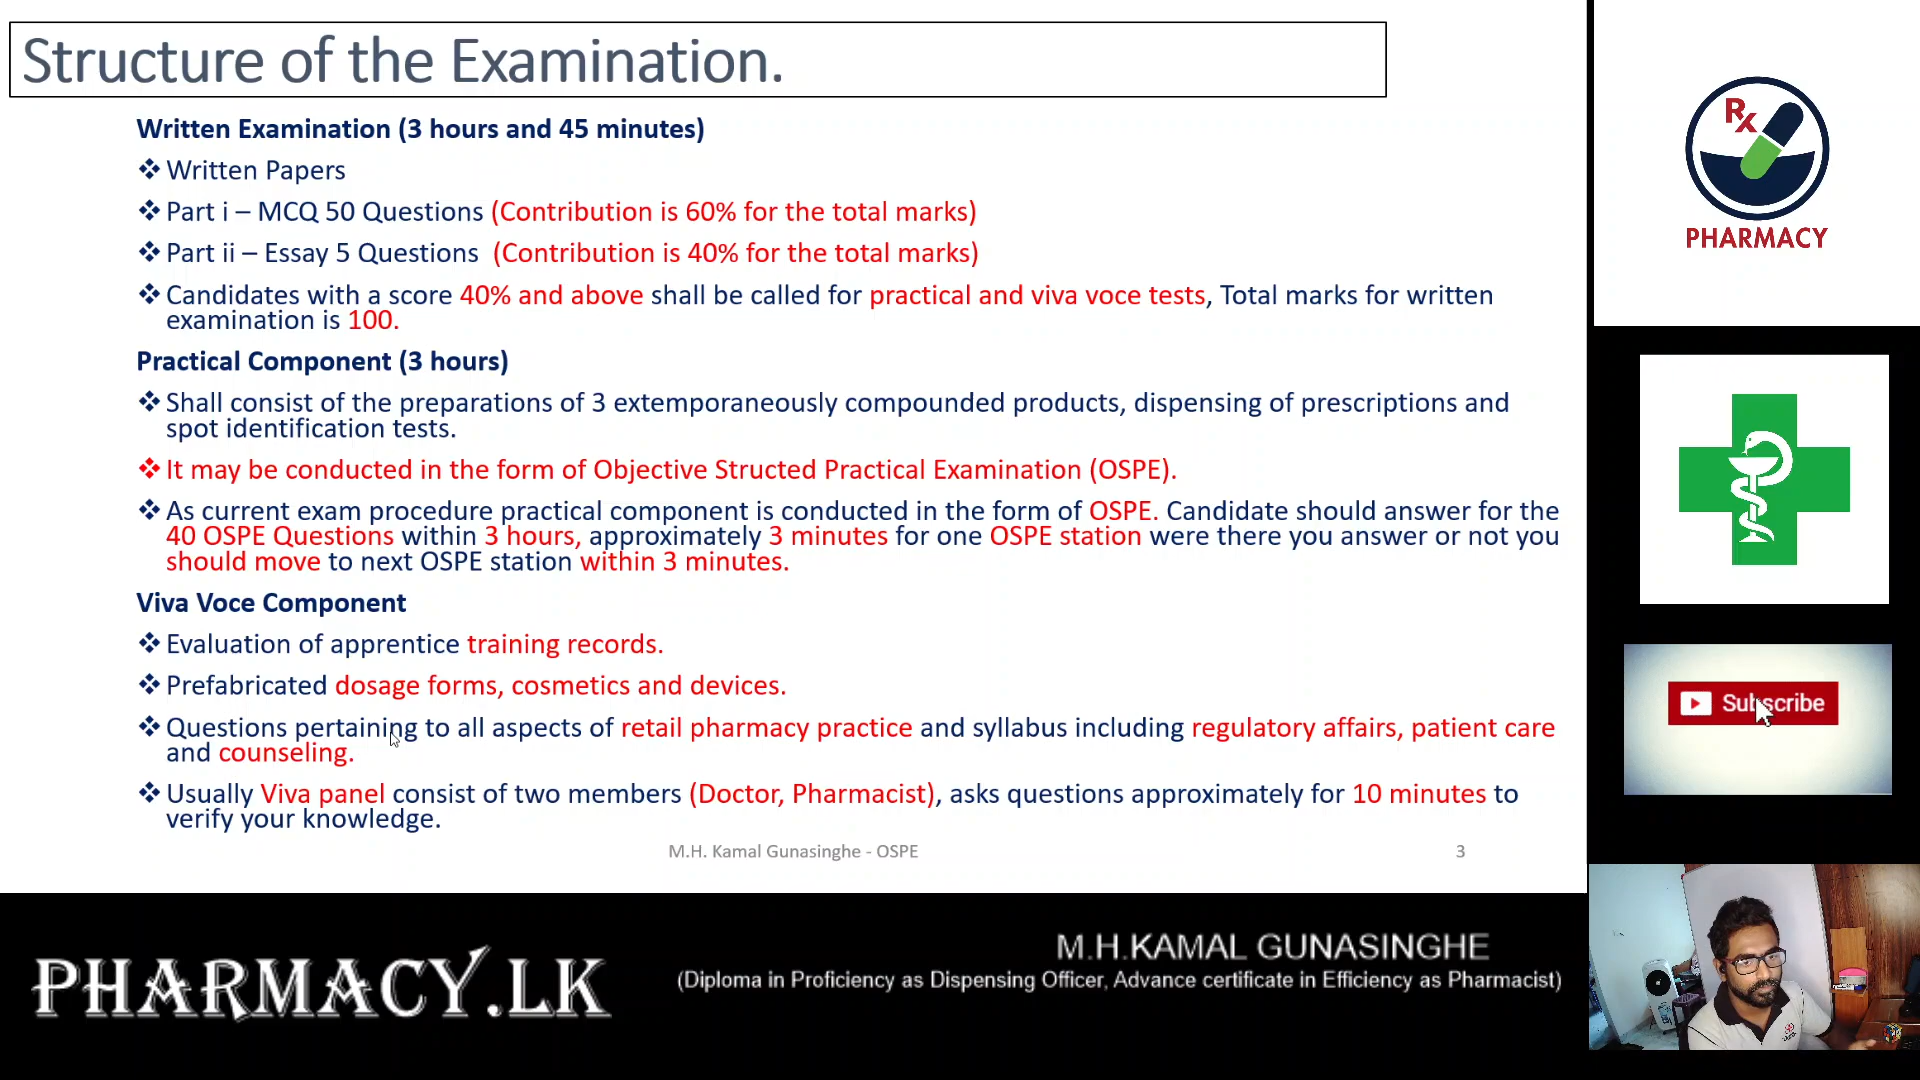 Structure of the Examination.
Written Examination (3 hours and 45 minutes)
❖ Written Papers
❖ Part i – MCQ 50 Questions (Contribution is 60% for the total marks)
❖ Part ii – Essay 5 Questions (Contribution is 40% for the total marks)
❖ Candidates with a score 40% and above shall be called for practical and viva voce tests, Total marks for written
examination is 100.
Practical Component (3 hours)
❖ Shall consist of the preparations of 3 extemporaneously compounded products, dispensing of prescriptions and
spot identification tests.
❖ It may be conducted in the form of Objective Structed Practical Examination (OSPE).
❖ As current exam procedure practical component is conducted in the form of OSPE. Candidate should answer for the
40 OSPE Questions within 3 hours, approximately 3 minutes for one OSPE station were there you answer or not you
should move to next OSPE station within 3 minutes.
Viva Voce Component
❖ Evaluation of apprentice training records.
❖ Prefabricated dosage forms, cosmetics and devices.
❖ Questions pertaining to all aspects of retail pharmacy practice and syllabus including regulatory affairs, patient care
and counseling.
❖ Usually Viva panel consist of two members (Doctor, Pharmacist), asks questions approximately for 10 minutes to
verify your knowledge.
M.H. Kamal Gunasinghe - OSPE
3
Rx
PHARMACY
Subscribe
PHARMACY.LK
M.H.KAMAL GUNASINGHE
(Diploma in Proficiency as Dispensing Officer, Advance certificate in Efficiency as Pharmacist)